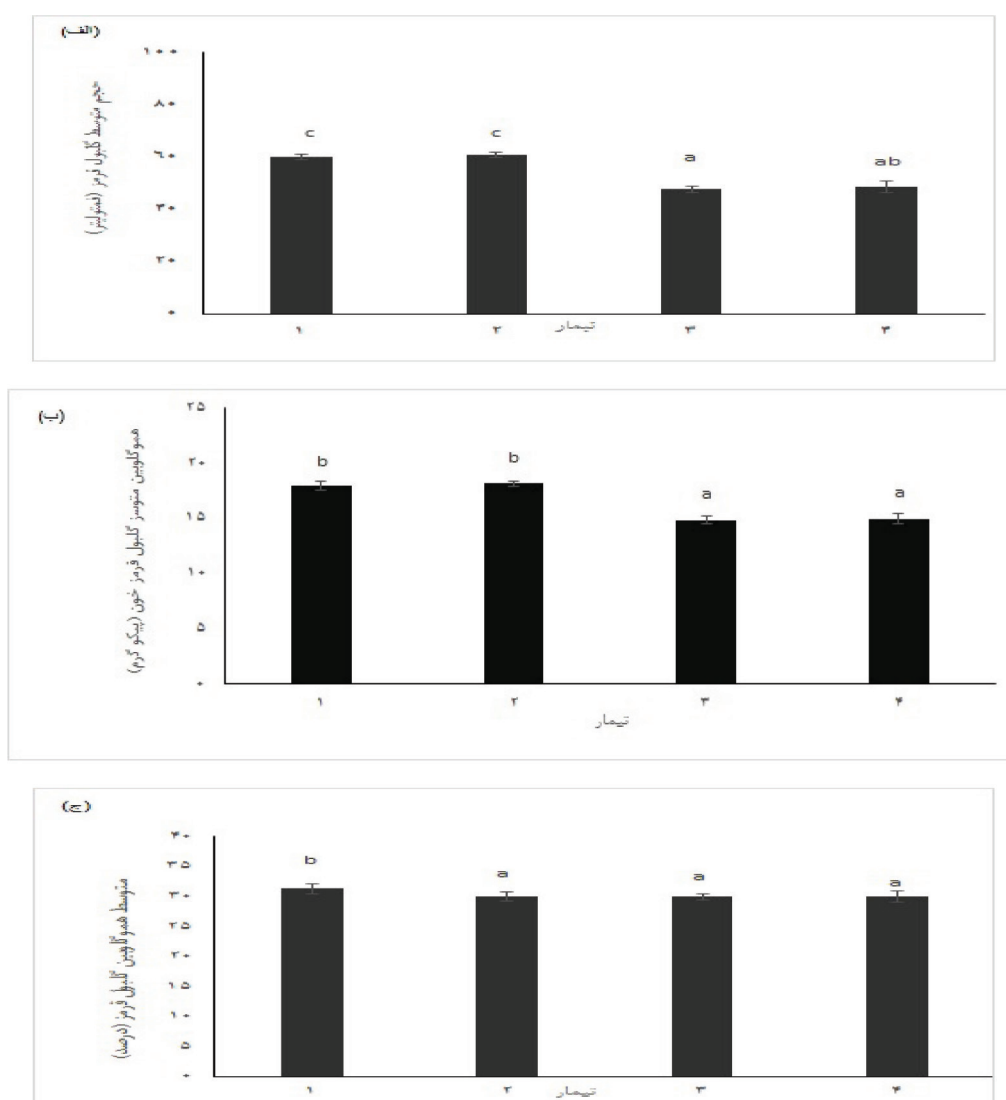 (الف)
حجم متوسط گلبول قرمز (فمتولیتر)
۱۰۰
۸۰
۶۰
۴۰
۲۰
۰
c
c
a
ab
۱
۲
۳
۴
تیمار
(ب)
هموگلوبین متوسز گلبول قرمز خون (پیکو گرم)
۲۵
۲۰
۱۵
۱۰
۵
۰
b
b
a
a
۱
۲
۳
۴
تیمار
(ج)
متوسط هموگلوبین گلبول قرمز (درصد)
۴۰
۳۵
۳۰
۲۵
۲۰
۱۵
۱۰
۵
۰
b
a
a
a
۱
۲
۳
۴
تیمار